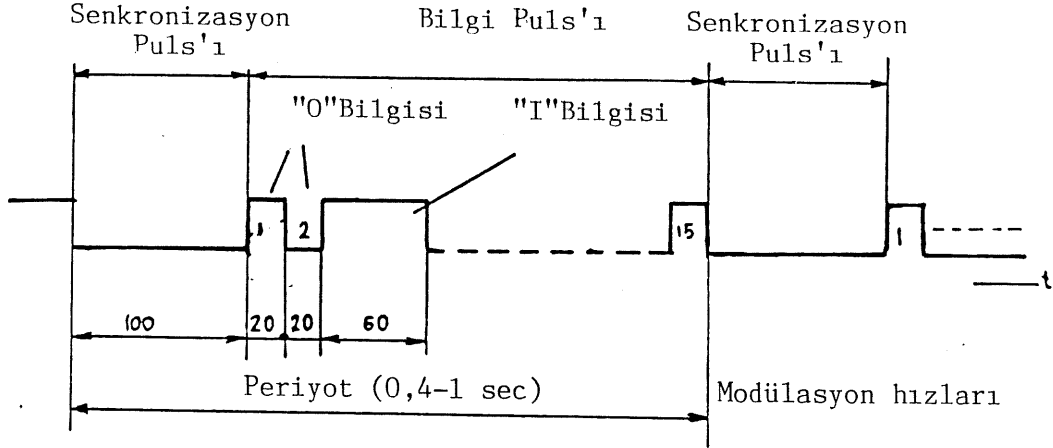 Senkronizasyon
Puls'ı
Bilgi Puls'ı
Senkronizasyon
Puls'ı
"O"Bilgisi
"I"Bilgisi
1
2
15
1
t
100
20
20
60
Periyot (0,4-1 sec)
Modülasyon hızları